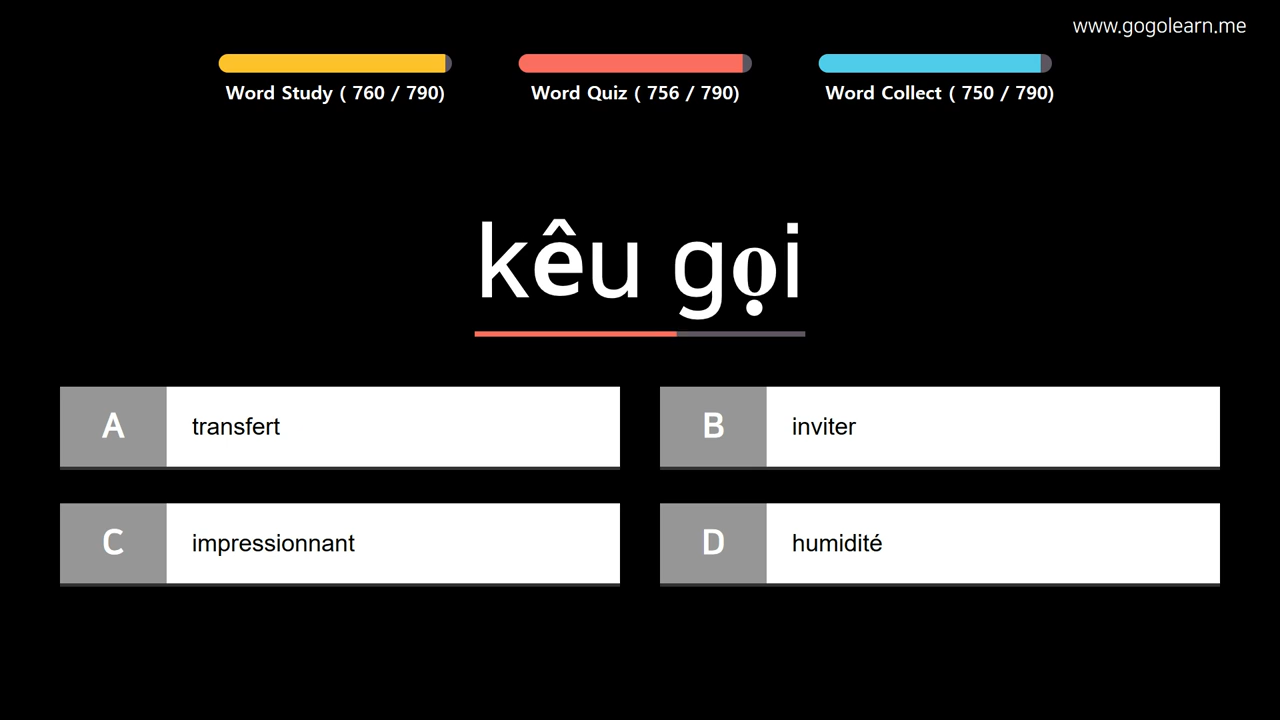 www.gogolearn.me
Word Study ( 760 / 790)
Word Quiz ( 756 / 790)
Word Collect ( 750 / 790)
kêu gọi
A transfert
B inviter
C impressionnant
D humidité